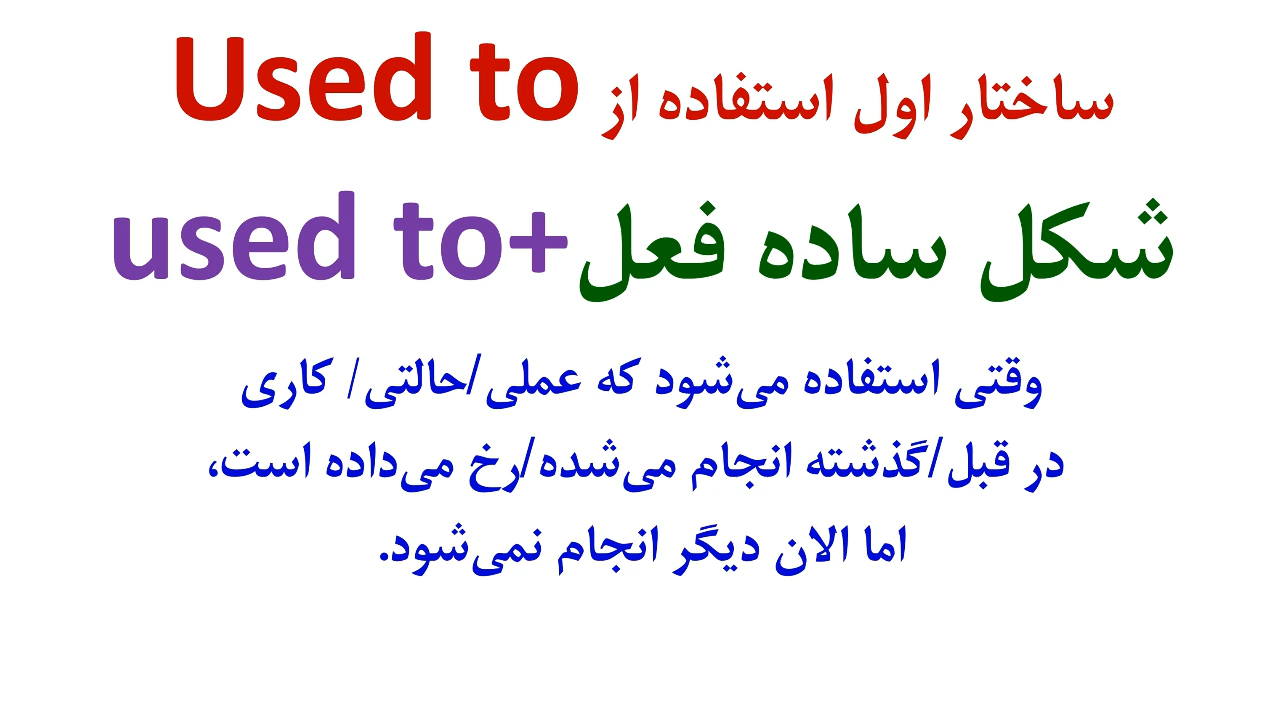 ساختار اول استفاده از Used to
used to+شکل ساده فعل
وقتی استفاده می‌شود که عملی/حالتی/ کاری
در قبل/گذشته انجام می‌شده/رخ می‌داده است،
اما الان دیگر انجام نمی‌شود.